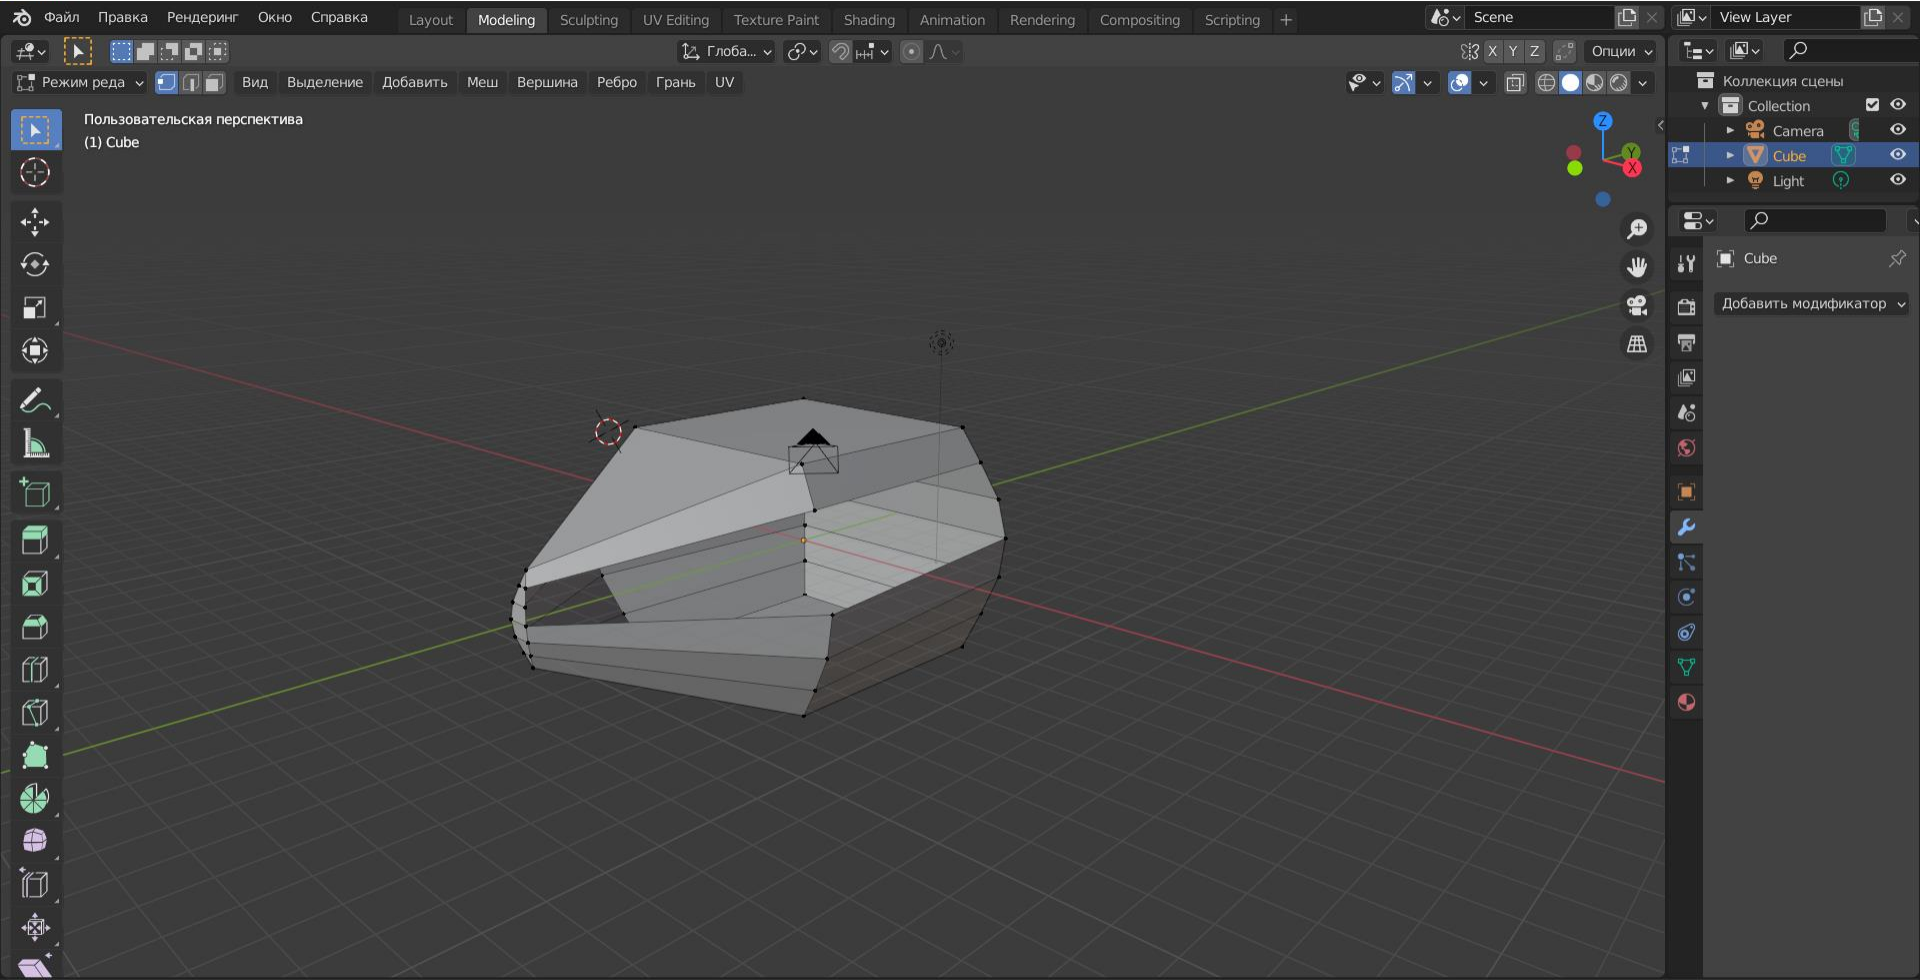 Файл Правка Рендеринг Окно Справка Layout Modeling Sculpting UV Editing Texture Paint Shading Animation Rendering Compositing Scripting + Scene View Layer
Глоба... X Y Z Опции
Режим реда Вид Выделение Добавить Меш Вершина Ребро Грань UV
Пользовательская перспектива
(1) Cube
Z
Y
X
Коллекция сцены
Collection
Camera
Cube
Light
Cube
Добавить модификатор